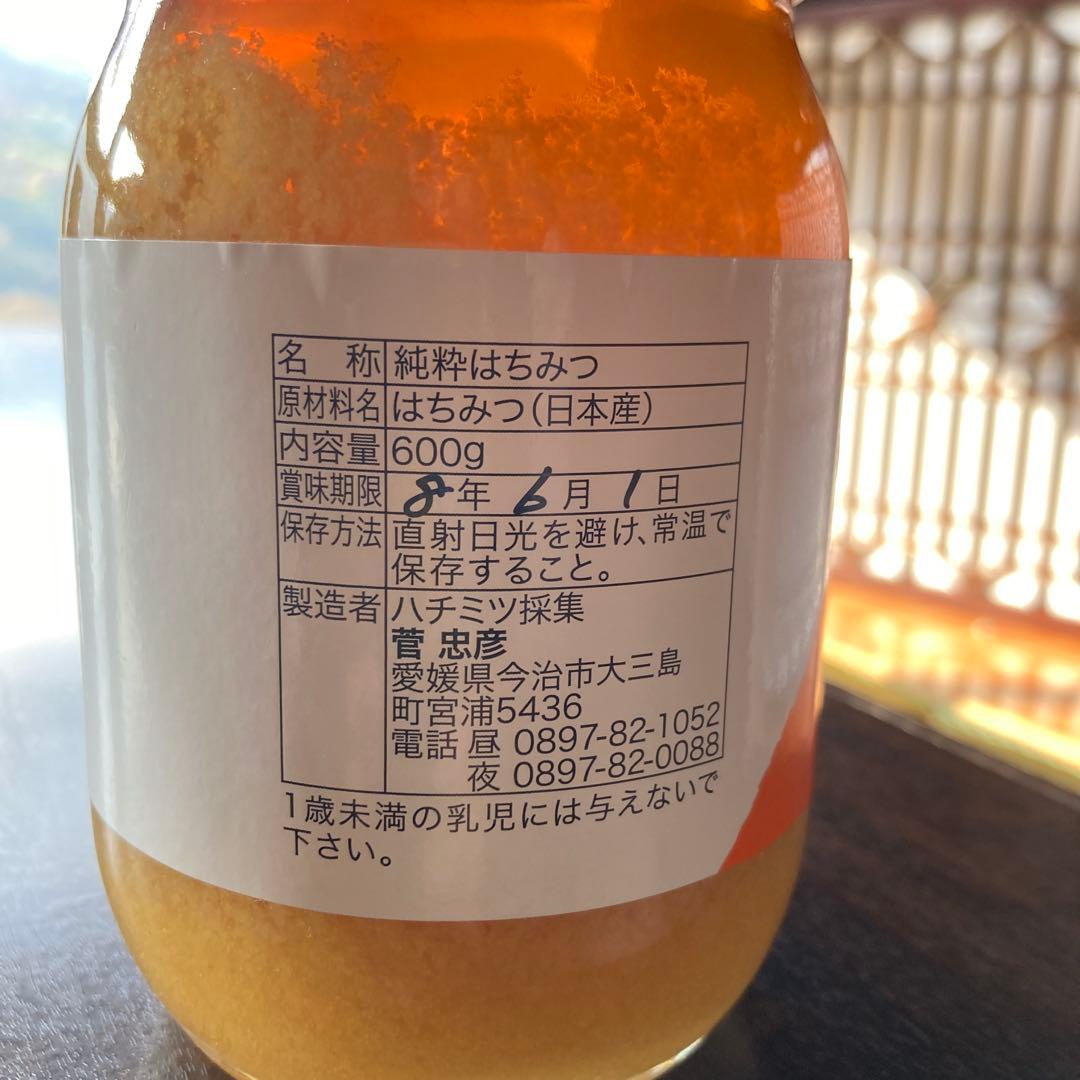 名 称 純粋はちみつ
原材料名 はちみつ(日本産)
内容量 600g
賞味期限 8年 6月 1日
保存方法 直射日光を避け、常温で
保存すること。
製造者 ハチミツ採集
菅 忠彦
愛媛県今治市大三島
町宮浦5436
電話 昼 0897-82-1052
夜 0897-82-0088
1歳未満の乳児には与えないで
下さい。